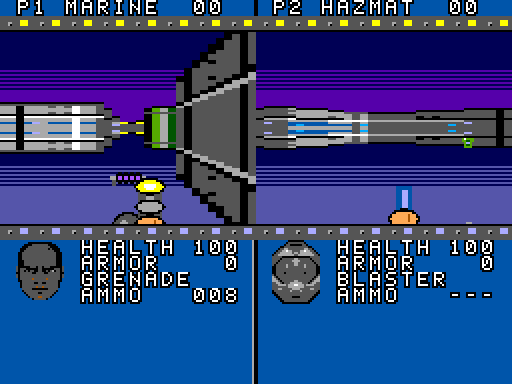 P1 MARINE 00 P2 HAZMAT 00
HEALTH 100 HEALTH 100
ARMOR 0 ARMOR 0
GRENADE BLASTER
AMMO 008 AMMO ---